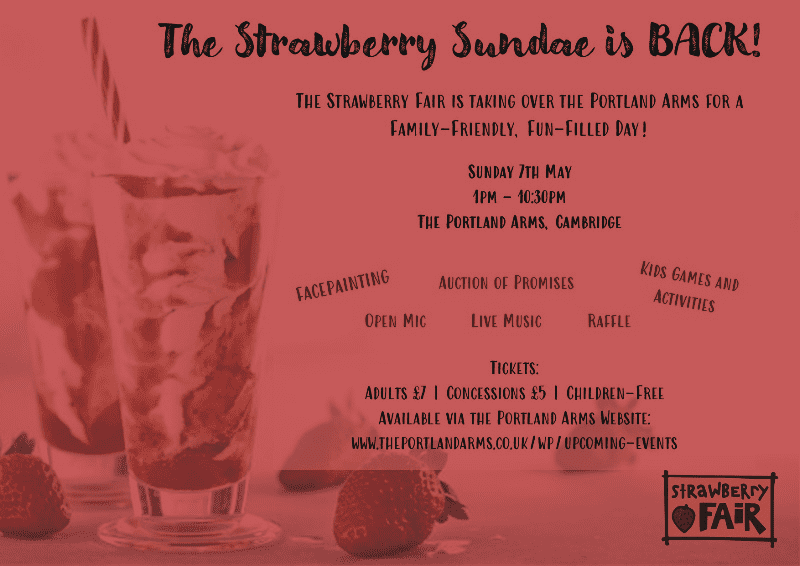 The Strawberry Sundae is BACK!
The Strawberry Fair is taking over the Portland Arms for a
Family-Friendly, Fun-Filled Day!
Sunday 7th May
1pm - 10:30pm
The Portland Arms, Cambridge
Facepainting
Auction of Promises
Kids Games and
Activities
Open Mic
Live Music
Raffle
Tickets:
Adults £7 | Concessions £5 | Children-Free
Available via the Portland Arms Website:
www.theportlandarms.co.uk/wp/upcoming-events
STRAWBERRY
FAIR